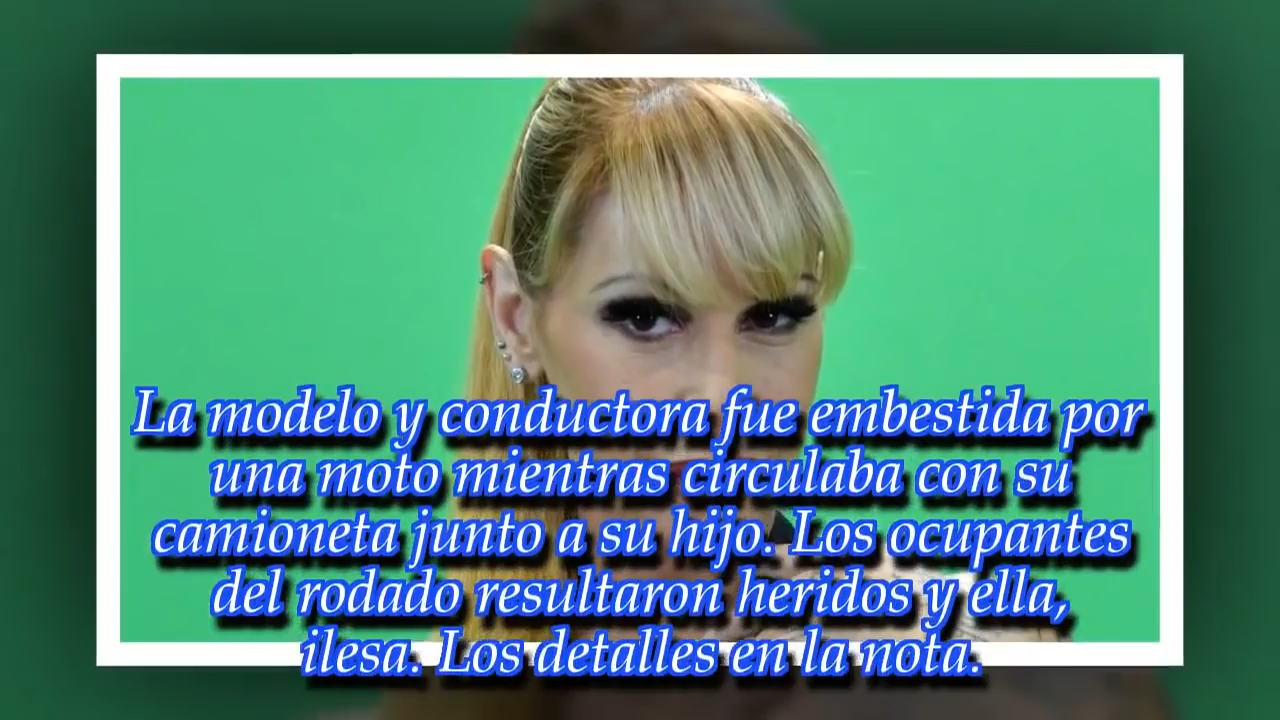 La modelo y conductora fue embestida por
una moto mientras circulaba con su
camioneta junto a su hijo. Los ocupantes
del rodado resultaron heridos y ella,
ilesa. Los detalles en la nota.